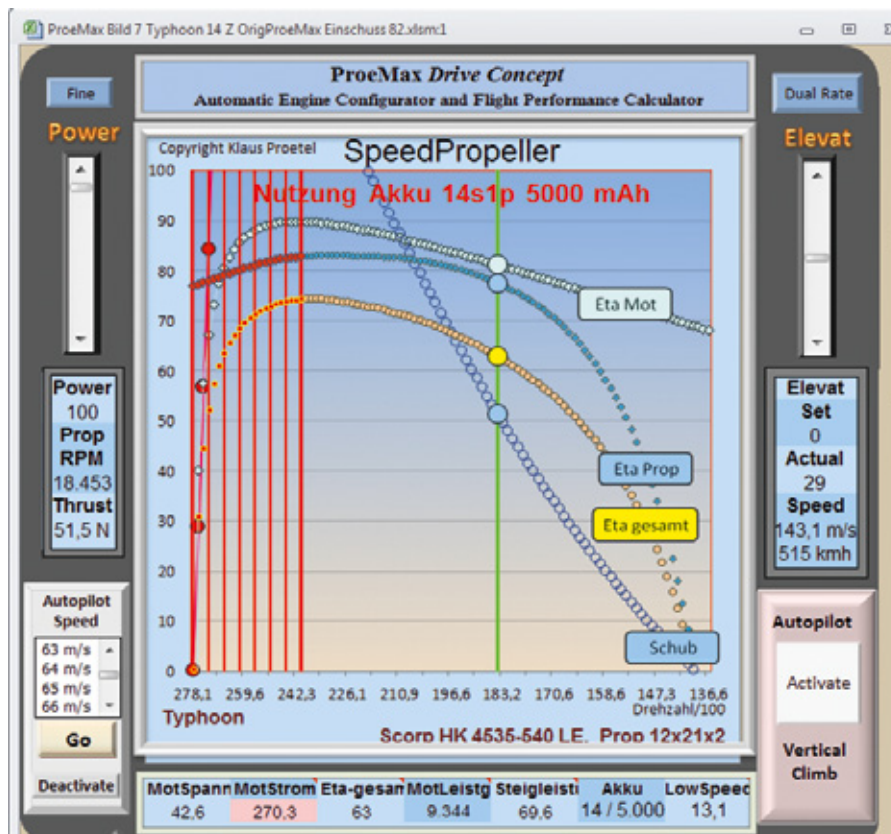 ProeMax Bild 7 Typhoon 14 Z OrigProeMax Einschuss 82.xlsm:1
Fine
ProeMax Drive Concept
Automatic Engine Configurator and Flight Performance Calculator
Dual Rate
Power
Elevat
Copyright Klaus Proetel
SpeedPropeller
Nutzung Akku 14s1p 5000 mAh
100
90
80
70
60
50
40
30
20
10
0
Eta Mot
Eta Prop
Eta gesamt
Schub
278,1 259,6 242,3 226,1 210,9 196,6 183,2 170,6 158,6 147,3 136,6
Drehzahl/100
Typhoon
Scorp HK 4535-540 LE, Prop 12x21x2
Power
100
Prop
RPM
18.453
Thrust
51,5 N
Autopilot
Speed
63 m/s
64 m/s
65 m/s
66 m/s
Go
Deactivate
Elevat
Set
0
Actual
29
Speed
143,1 m/s
515 kmh
Autopilot
Activate
Vertical
Climb
MotSpann MotStrom Eta-gesam MotLeistg Steigleisti Akku LowSpeed
42,6 270,3 63 9.344 69,6 14 / 5.000 13,1